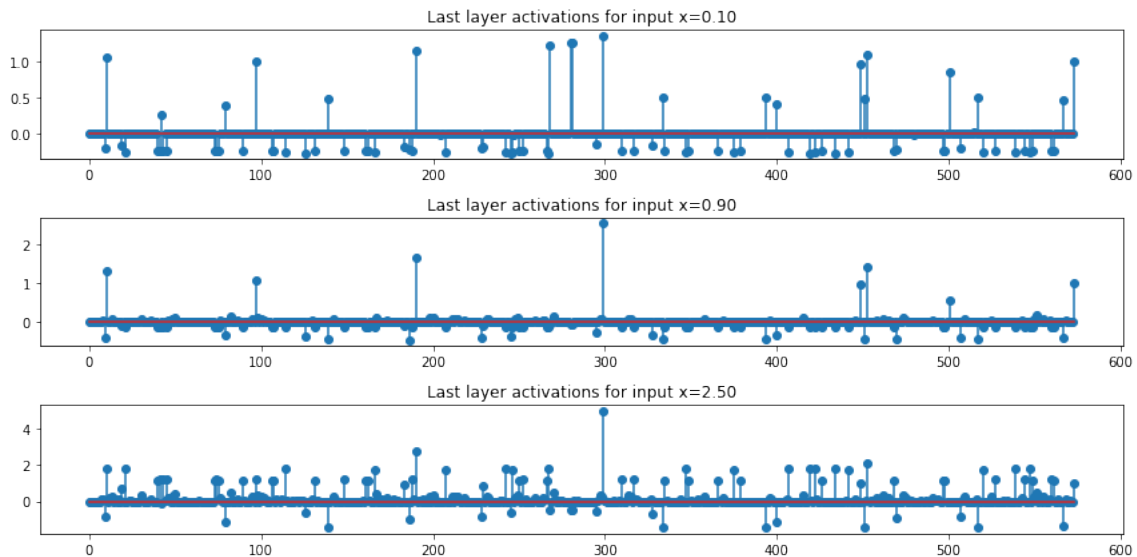 Last layer activations for input x=0.10
1.0
0.5
0.0
0 100 200 300 400 500 600
Last layer activations for input x=0.90
2
1
0
0 100 200 300 400 500 600
Last layer activations for input x=2.50
4
2
0
0 100 200 300 400 500 600